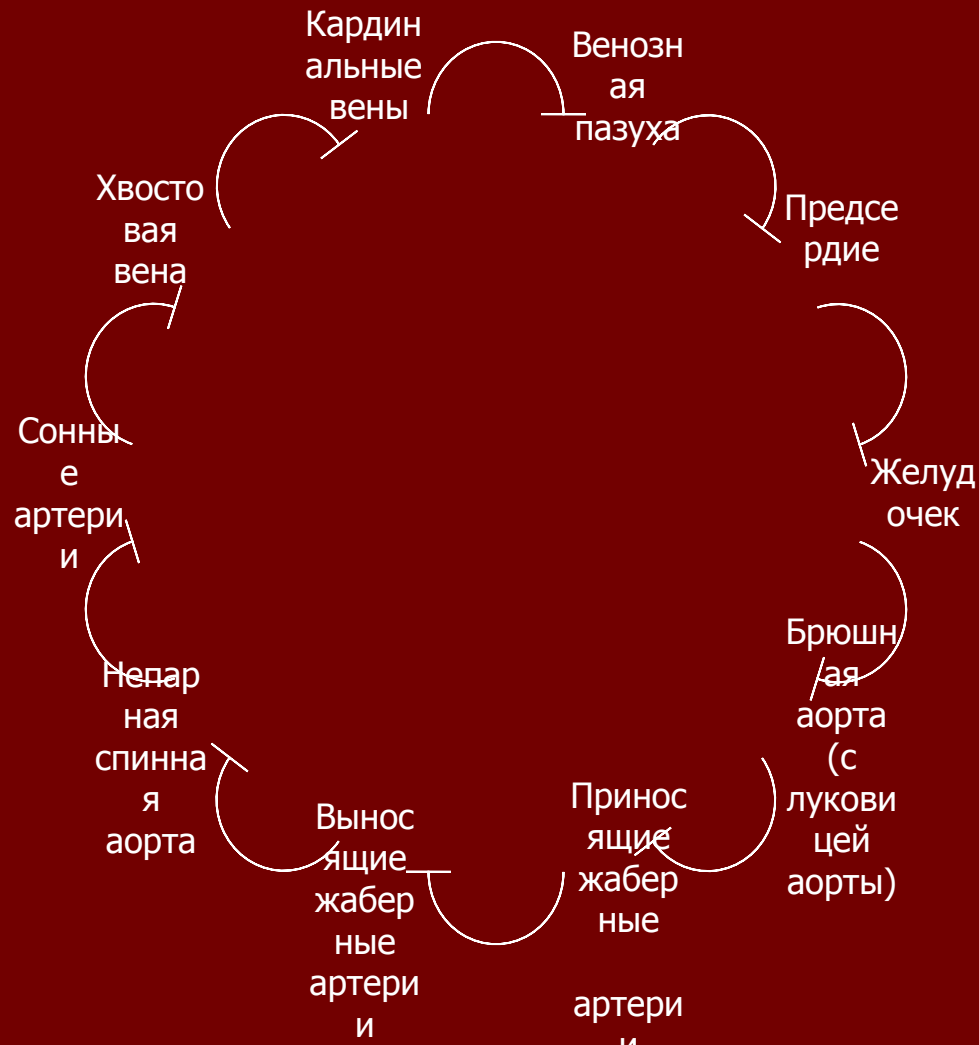 Кардин
альные
вены
Венозн
ая
пазуха
Предсе
рдие
Желуд
очек
Брюшн
ая
аорта
(с
лукови
цей
аорты)
Принос
ящие
жабер
ные
артери
и
Вынос
ящие
жабер
ные
артери
и
Непар
ная
спинна
я
аорта
Сонны
е
артери
и
Хвосто
вая
вена